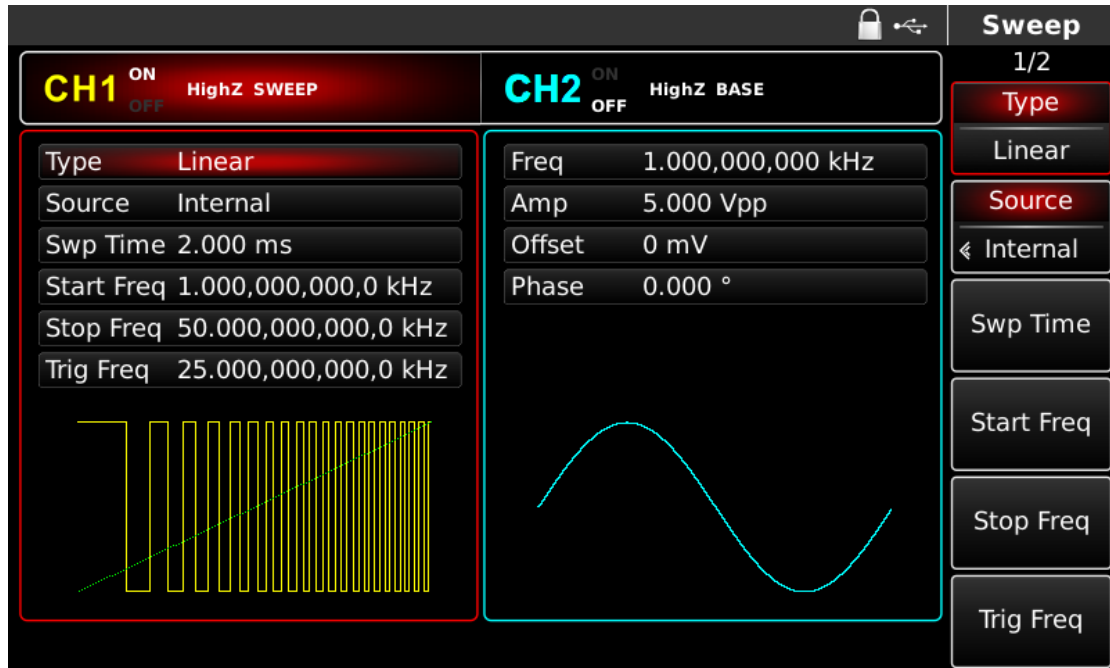 Sweep
1/2
CH1 ON OFF HighZ SWEEP
CH2 ON OFF HighZ BASE
Type Linear
Source Internal
Swp Time 2.000 ms
Start Freq 1.000,000,000,0 kHz
Stop Freq 50.000,000,000,0 kHz
Trig Freq 25.000,000,000,0 kHz
Freq 1.000,000,000 kHz
Amp 5.000 Vpp
Offset 0 mV
Phase 0.000 °
Type
Linear
Source
Internal
Swp Time
Start Freq
Stop Freq
Trig Freq